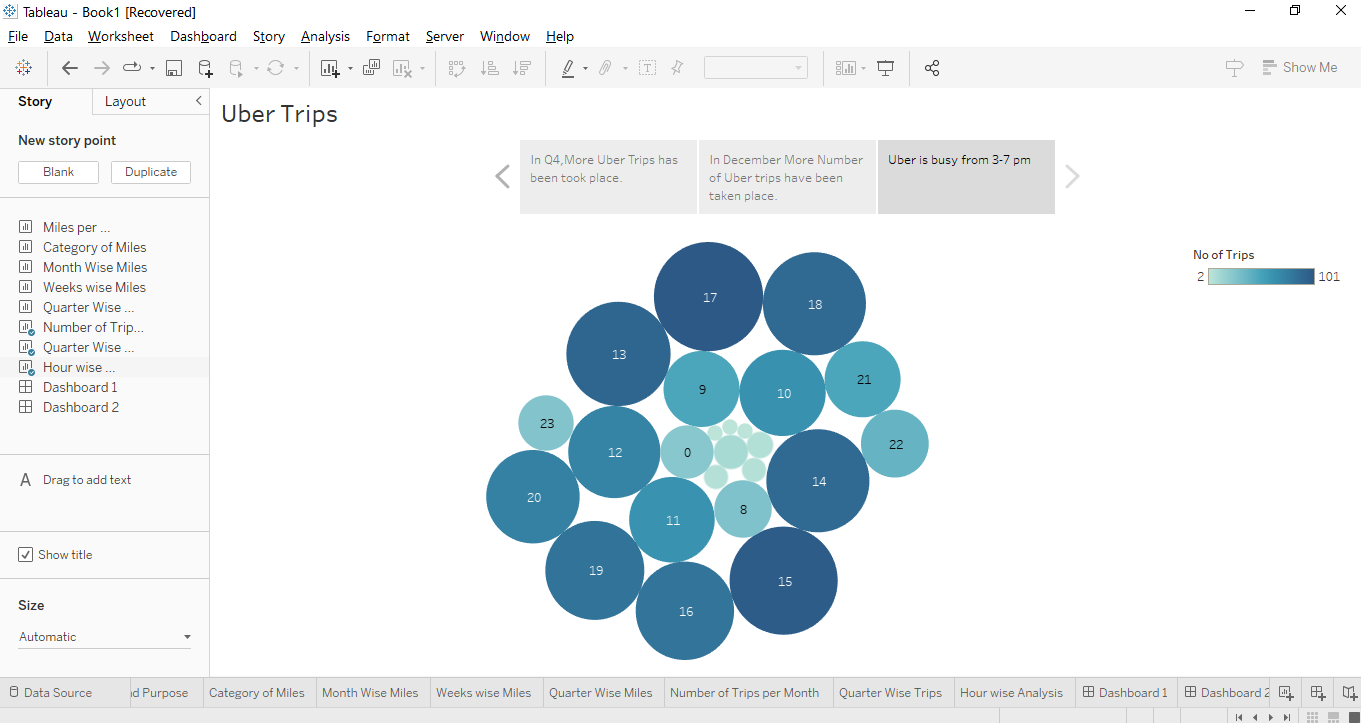 Tableau - Book1 [Recovered]
File Data Worksheet Dashboard Story Analysis Format Server Window Help
Show Me
Story Layout
New story point
Blank Duplicate
Miles per ...
Category of Miles
Month Wise Miles
Weeks wise Miles
Quarter Wise ...
Number of Trip...
Quarter Wise ...
Hour wise ...
Dashboard 1
Dashboard 2
A Drag to add text
Show title
Size
Automatic
Uber Trips
In Q4,More Uber Trips has
been took place.
In December More Number
of Uber trips have been
taken place.
Uber is busy from 3-7 pm
No of Trips
2 101
17
18
13
9
10
21
23
12
0
22
20
14
11
8
19
15
16
Data Source d Purpose Category of Miles Month Wise Miles Weeks wise Miles Quarter Wise Miles Number of Trips per Month Quarter Wise Trips Hour wise Analysis Dashboard 1 Dashboard 2